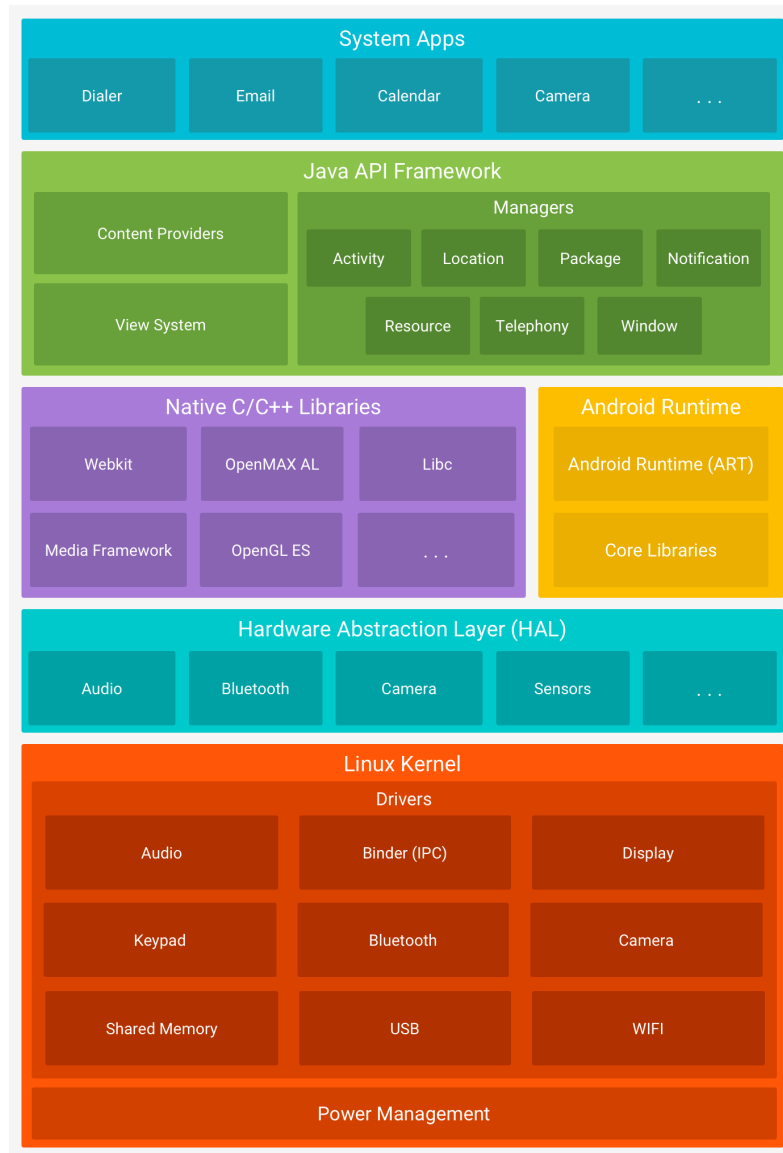 System Apps
Dialer
Email
Calendar
Camera
. . .
Java API Framework
Content Providers
View System
Managers
Activity
Location
Package
Notification
Resource
Telephony
Window
Native C/C++ Libraries
Webkit
OpenMAX AL
Libc
Media Framework
OpenGL ES
. . .
Android Runtime
Android Runtime (ART)
Core Libraries
Hardware Abstraction Layer (HAL)
Audio
Bluetooth
Camera
Sensors
. . .
Linux Kernel
Drivers
Audio
Binder (IPC)
Display
Keypad
Bluetooth
Camera
Shared Memory
USB
WIFI
Power Management